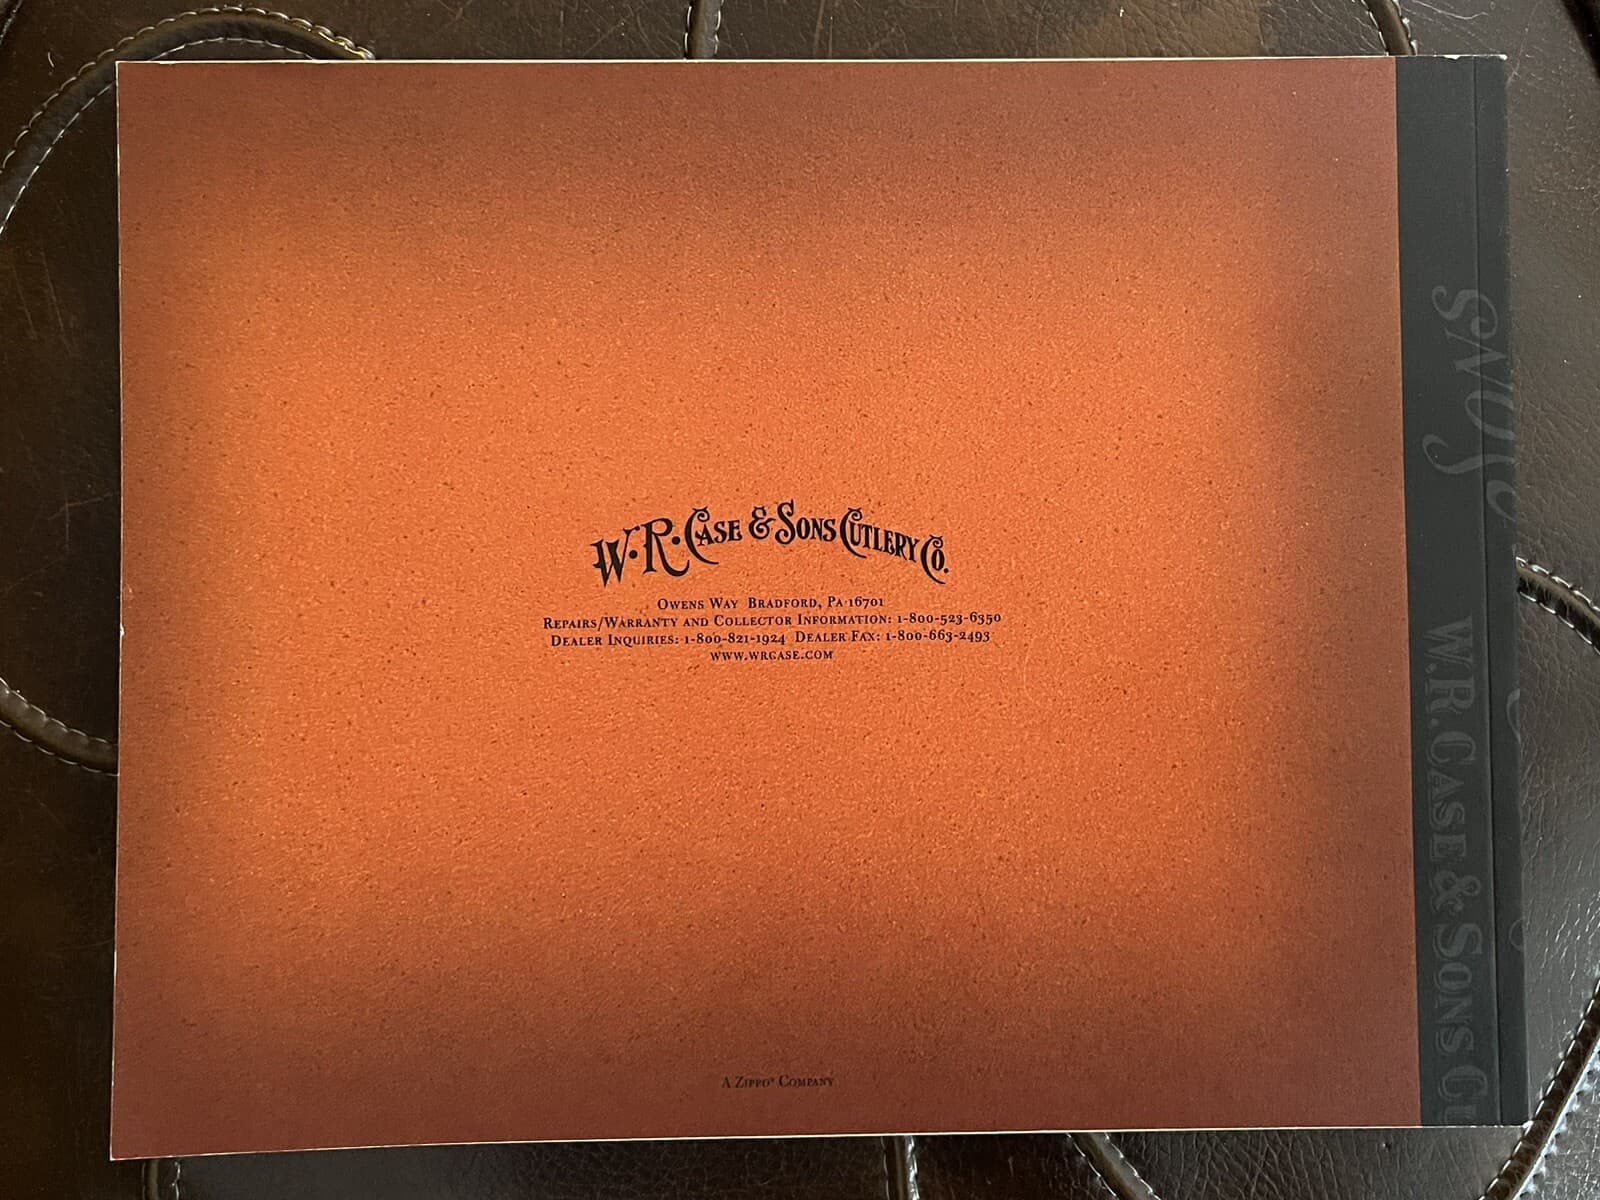 W·R·Case & Sons Cutlery Co.
Owens Way Bradford, PA 16701
Repairs/Warranty and Collector Information: 1-800-523-6350
Dealer Inquiries: 1-800-821-1924 Dealer Fax: 1-800-663-2493
www.wrcase.com
A Zippo® Company
Sons
W.R. Case & Sons Cu